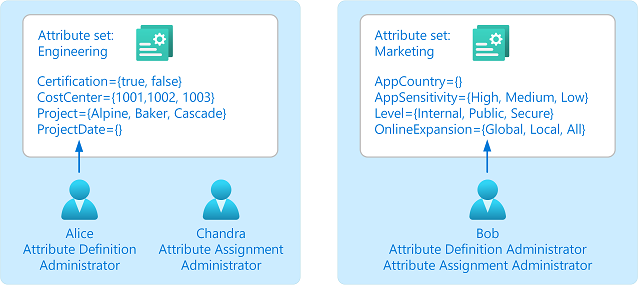 Attribute set:
Engineering
Certification={true, false}
CostCenter={1001,1002, 1003}
Project={Alpine, Baker, Cascade}
ProjectDate={}
Alice
Attribute Definition
Administrator
Chandra
Attribute Assignment
Administrator
Attribute set:
Marketing
AppCountry={}
AppSensitivity={High, Medium, Low}
Level={Internal, Public, Secure}
OnlineExpansion={Global, Local, All}
Bob
Attribute Definition Administrator
Attribute Assignment Administrator